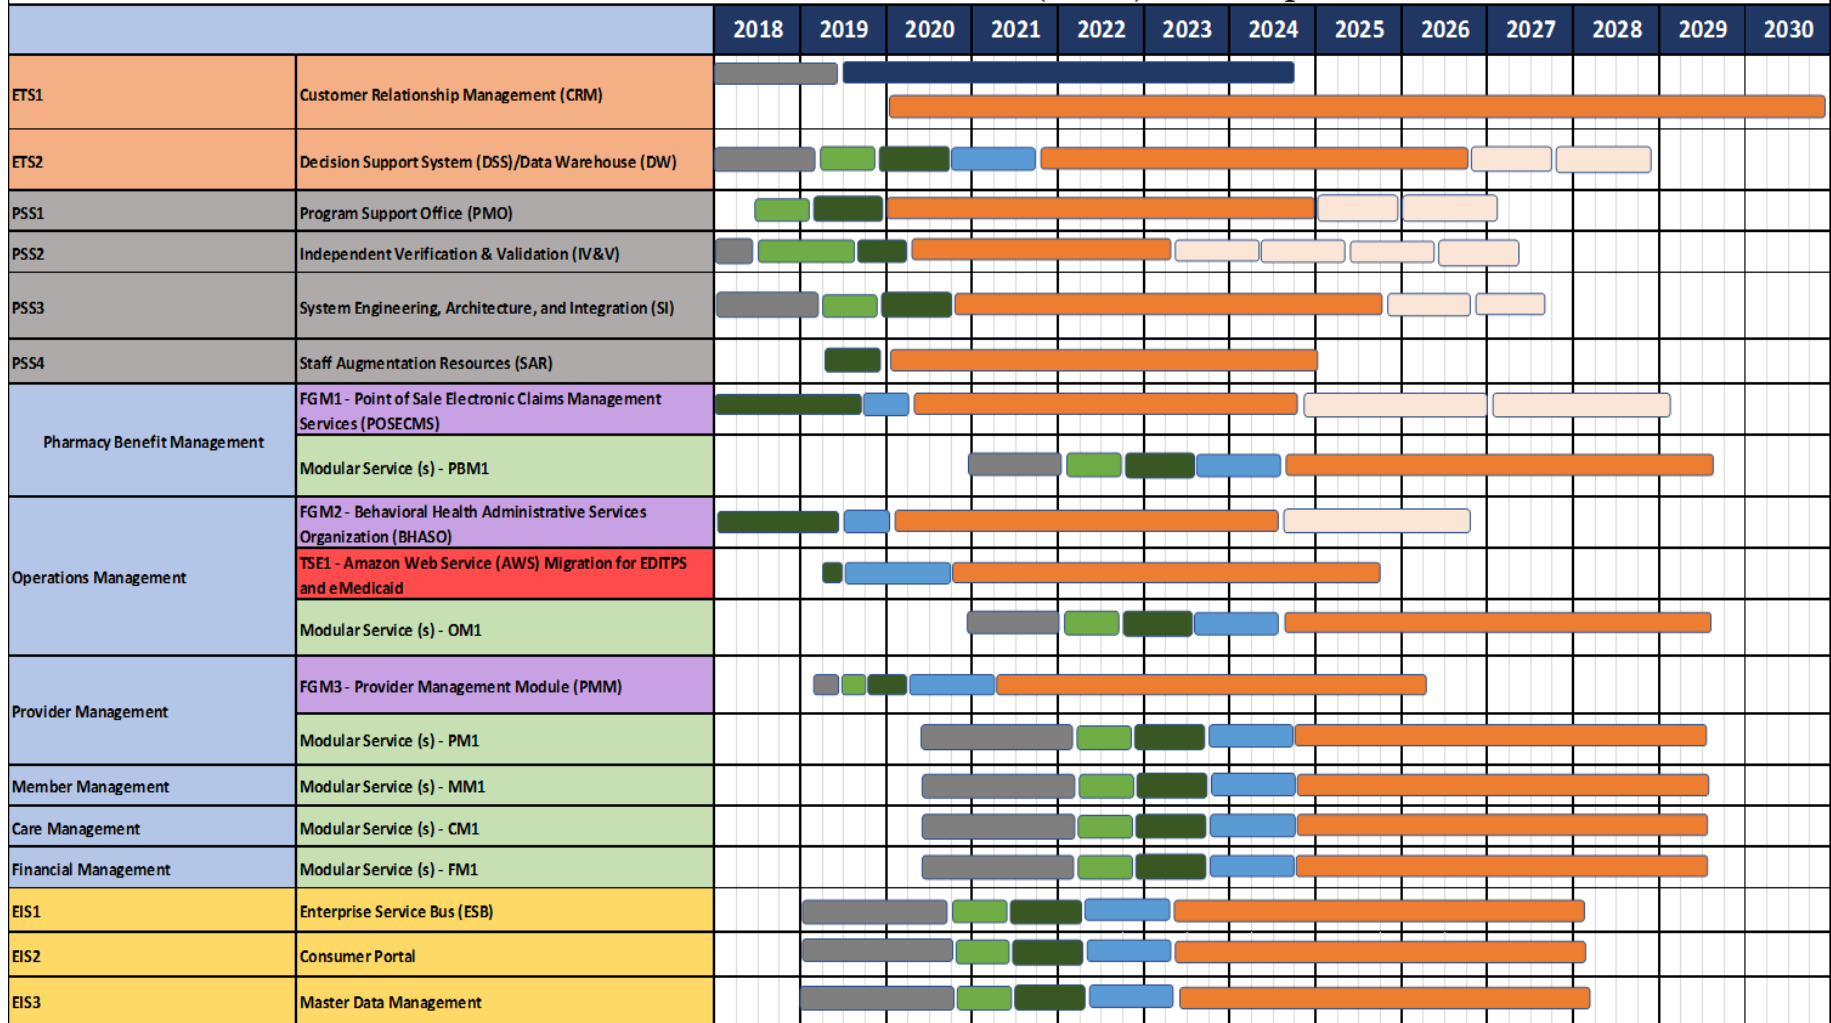 2018 2019 2020 2021 2022 2023 2024 2025 2026 2027 2028 2029 2030
ETS1 Customer Relationship Management (CRM)
ETS2 Decision Support System (DSS)/Data Warehouse (DW)
PSS1 Program Support Office (PMO)
PSS2 Independent Verification & Validation (IV&V)
PSS3 System Engineering, Architecture, and Integration (SI)
PSS4 Staff Augmentation Resources (SAR)
Pharmacy Benefit Management
FGM1 - Point of Sale Electronic Claims Management
Services (POSECMS)
Modular Service (s) - PBM1
Operations Management
FGM2 - Behavioral Health Administrative Services
Organization (BHASO)
TSE1 - Amazon Web Service (AWS) Migration for EDITPS
and eMedicaid
Modular Service (s) - OM1
Provider Management
FGM3 - Provider Management Module (PMM)
Modular Service (s) - PM1
Member Management Modular Service (s) - MM1
Care Management Modular Service (s) - CM1
Financial Management Modular Service (s) - FM1
EIS1 Enterprise Service Bus (ESB)
EIS2 Consumer Portal
EIS3 Master Data Management